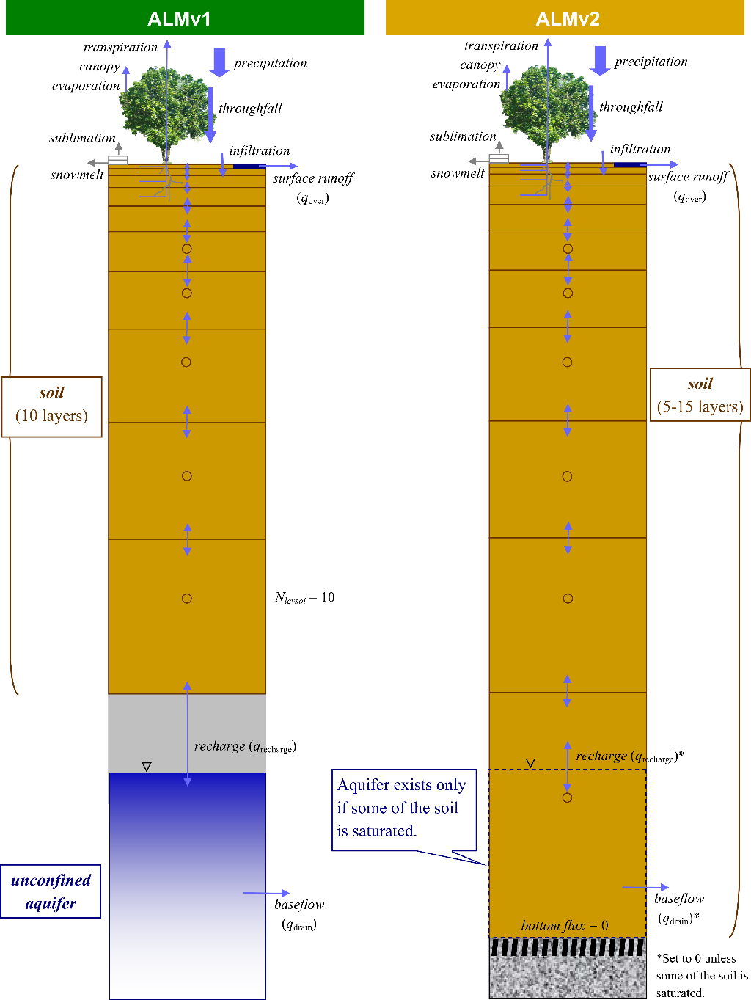 ALMv1
transpiration
canopy
evaporation
precipitation
throughfall
sublimation
infiltration
snowmelt
surface runoff
(qover)
soil
(10 layers)
Nlevsoi = 10
recharge (qrecharge)
unconfined
aquifer
baseflow
(qdrain)
ALMv2
transpiration
canopy
evaporation
precipitation
throughfall
sublimation
infiltration
snowmelt
surface runoff
(qover)
soil
(5-15 layers)
recharge (qrecharge)*
Aquifer exists only
if some of the soil
is saturated.
baseflow
(qdrain)*
bottom flux = 0
*Set to 0 unless
some of the soil is
saturated.